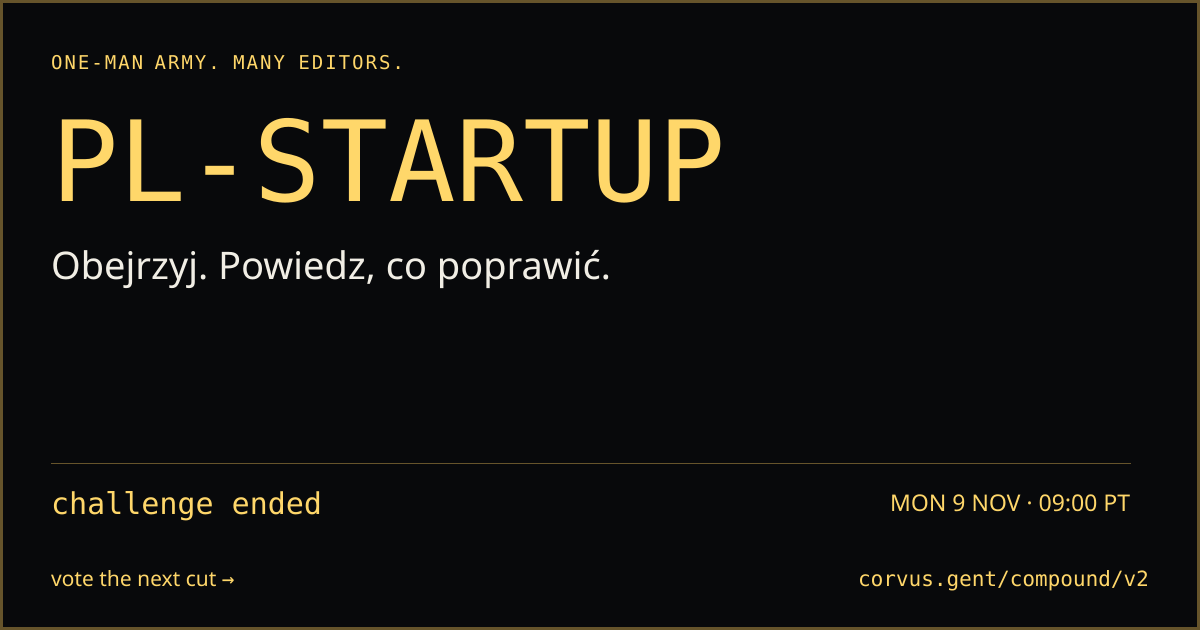 ONE-MAN ARMY. MANY EDITORS.
PL-STARTUP
Obejrzyj. Powiedz, co poprawić.
challenge ended
MON 9 NOV · 09:00 PT
vote the next cut →
corvus.gent/compound/v2